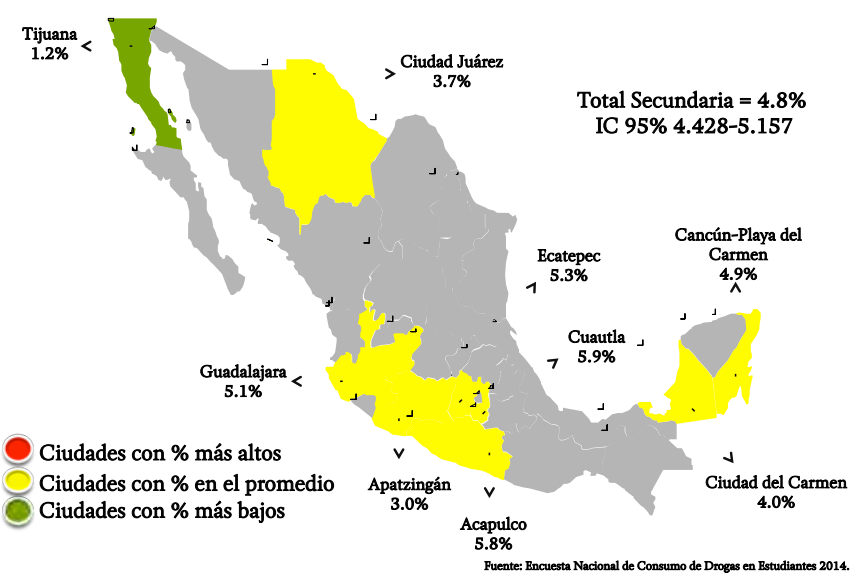 Tijuana
1.2%
Ciudad Juárez
3.7%
Total Secundaria = 4.8%
IC 95% 4.428-5.157
Cancún-Playa del
Carmen
4.9%
Ecatepec
5.3%
Cuautla
5.9%
Guadalajara
5.1%
Ciudades con % más altos
Ciudades con % en el promedio
Ciudades con % más bajos
Apatzingán
3.0%
Acapulco
5.8%
Ciudad del Carmen
4.0%
Fuente: Encuesta Nacional de Consumo de Drogas en Estudiantes 2014.